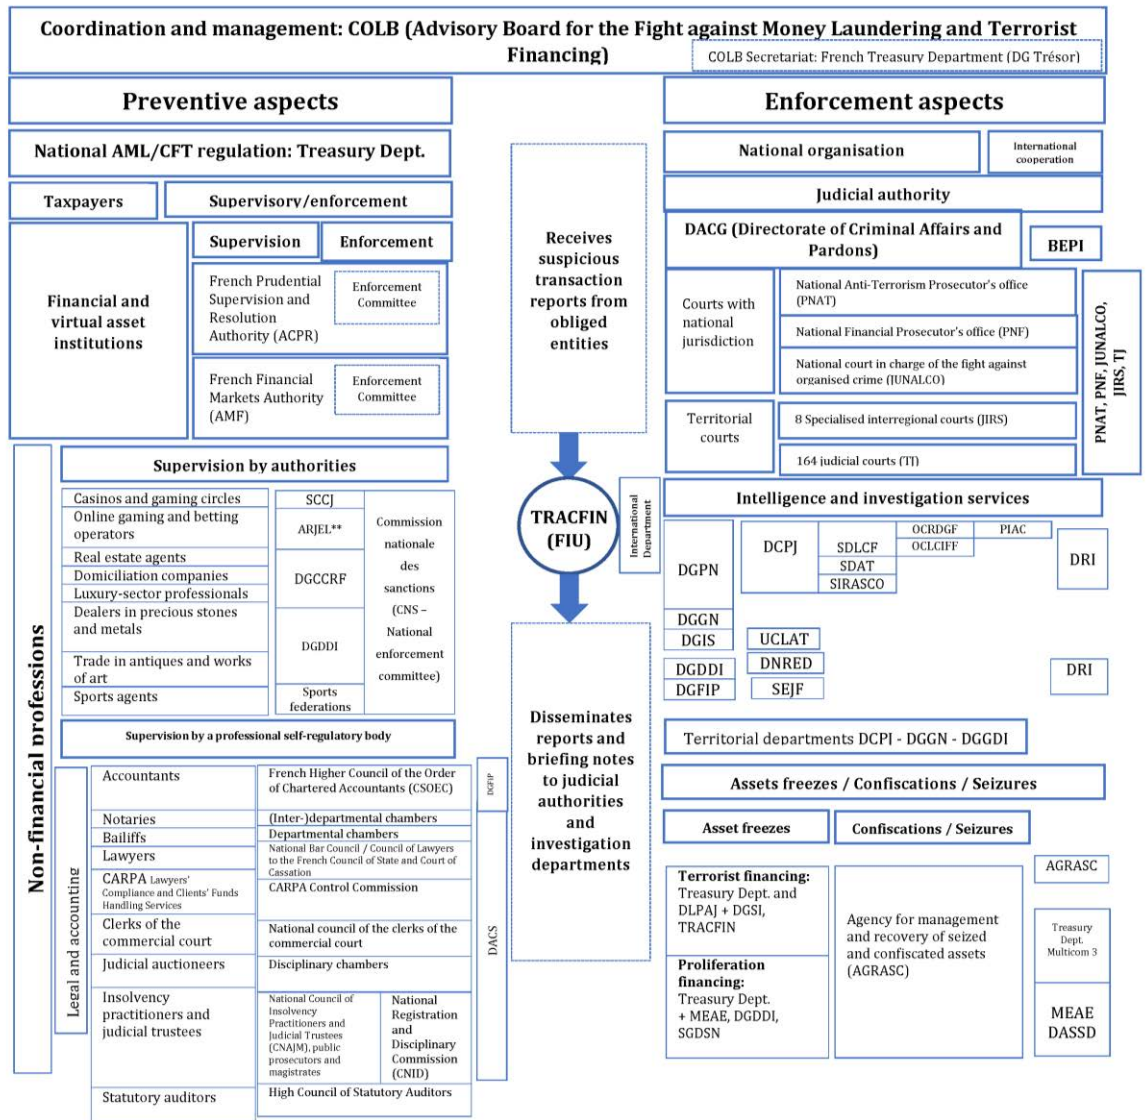 Coordination and management: COLB (Advisory Board for the Fight against Money Laundering and Terrorist
Financing)
COLB Secretariat: French Treasury Department (DG Trésor)
Preventive aspects
National AML/CFT regulation: Treasury Dept.
Taxpayers
Supervisory/enforcement
Supervision
Enforcement
Financial and
virtual asset
institutions
French Prudential
Supervision and
Resolution
Authority (ACPR)
Enforcement
Committee
French Financial
Markets Authority
(AMF)
Enforcement
Committee
Non-financial professions
Supervision by authorities
Casinos and gaming circles
SCCJ
Online gaming and betting
operators
ARJEL**
Real estate agents
Domiciliation companies
Luxury-sector professionals
DGCCRF
Dealers in precious stones
and metals
Trade in antiques and works
of art
DGDDI
Sports agents
Sports
federations
Commission
nationale
des
sanctions
(CNS –
National
enforcement
committee)
Supervision by a professional self-regulatory body
Legal and accounting
Accountants
French Higher Council of the Order
of Chartered Accountants (CSOEC)
DGFiP
Notaries
(Inter-)departmental chambers
Bailiffs
Departmental chambers
Lawyers
National Bar Council / Council of Lawyers
to the French Council of State and Court of
Cassation
CARPA Lawyers'
Compliance and Clients' Funds
Handling Services
CARPA Control Commission
Clerks of the
commercial court
National council of the clerks of the
commercial court
Judicial auctioneers
Disciplinary chambers
Insolvency
practitioners and
judicial trustees
National Council of
Insolvency
Practitioners and
Judicial Trustees
(CNAJM), public
prosecutors and
magistrates
National
Registration
and
Disciplinary
Commission
(CNID)
DACS
Statutory auditors
High Council of Statutory Auditors
Receives
suspicious
transaction
reports from
obliged
entities
TRACFIN
(FIU)
International
Department
Disseminates
reports and
briefing notes
to judicial
authorities
and
investigation
departments
Enforcement aspects
National organisation
International
cooperation
Judicial authority
DACG (Directorate of Criminal Affairs and
Pardons)
BEPI
Courts with
national
jurisdiction
National Anti-Terrorism Prosecutor's office
(PNAT)
National Financial Prosecutor's office (PNF)
National court in charge of the fight against
organised crime (JUNALCO)
Territorial
courts
8 Specialised interregional courts (JIRS)
164 judicial courts (TJ)
PNAT, PNF, JUNALCO,
JIRS, TJ
Intelligence and investigation services
DGPN
DCPJ
SDLCF
OCRDGF
PIAC
OCLCIFF
SDAT
SIRASCO
DRI
DGGN
DGIS
UCLAT
DGDDI
DNRED
DGFIP
SEJF
DRI
Territorial departments DCPJ - DGGN - DGGDI
Assets freezes / Confiscations / Seizures
Asset freezes
Confiscations / Seizures
Terrorist financing:
Treasury Dept. and
DLPAJ + DGSI,
TRACFIN
Proliferation
financing:
Treasury Dept.
+ MEAE, DGDDI,
SGDSN
Agency for management
and recovery of seized
and confiscated assets
(AGRASC)
AGRASC
Treasury
Dept.
Multicom 3
MEAE
DASSD